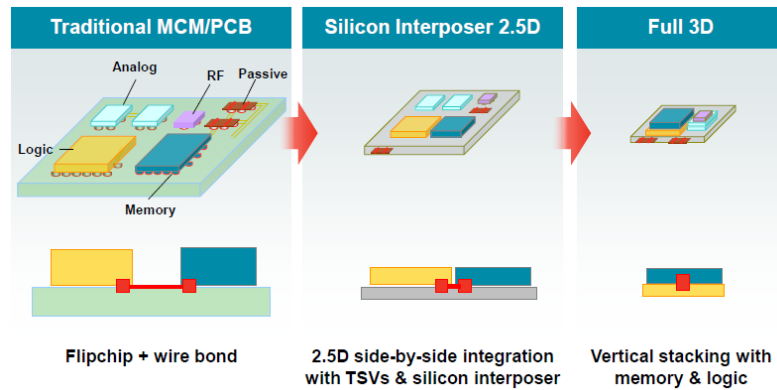 Traditional MCM/PCB
Silicon Interposer 2.5D
Full 3D
Analog
RF
Passive
Logic
Memory
Flipchip + wire bond
2.5D side-by-side integration
with TSVs & silicon interposer
Vertical stacking with
memory & logic